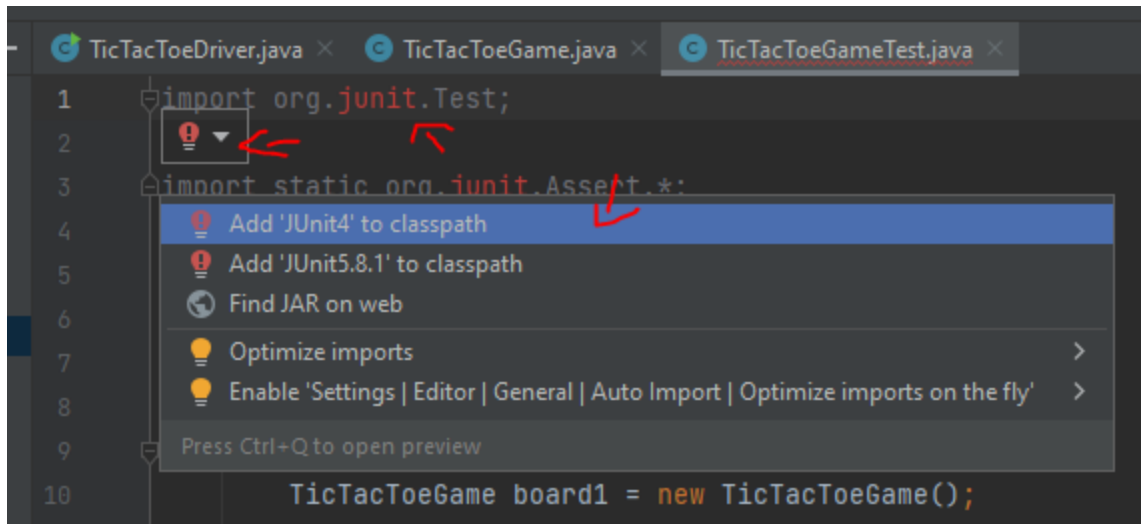 TicTacToeDriver.java × TicTacToeGame.java × TicTacToeGameTest.java ×
1 import org.junit.Test;
2
3 import static org.junit.Assert.*;
4 Add 'JUnit4' to classpath
5 Add 'JUnit5.8.1' to classpath
6 Find JAR on web
7 Optimize imports
8 Enable 'Settings | Editor | General | Auto Import | Optimize imports on the fly'
9 Press Ctrl+Q to open preview
10 TicTacToeGame board1 = new TicTacToeGame();